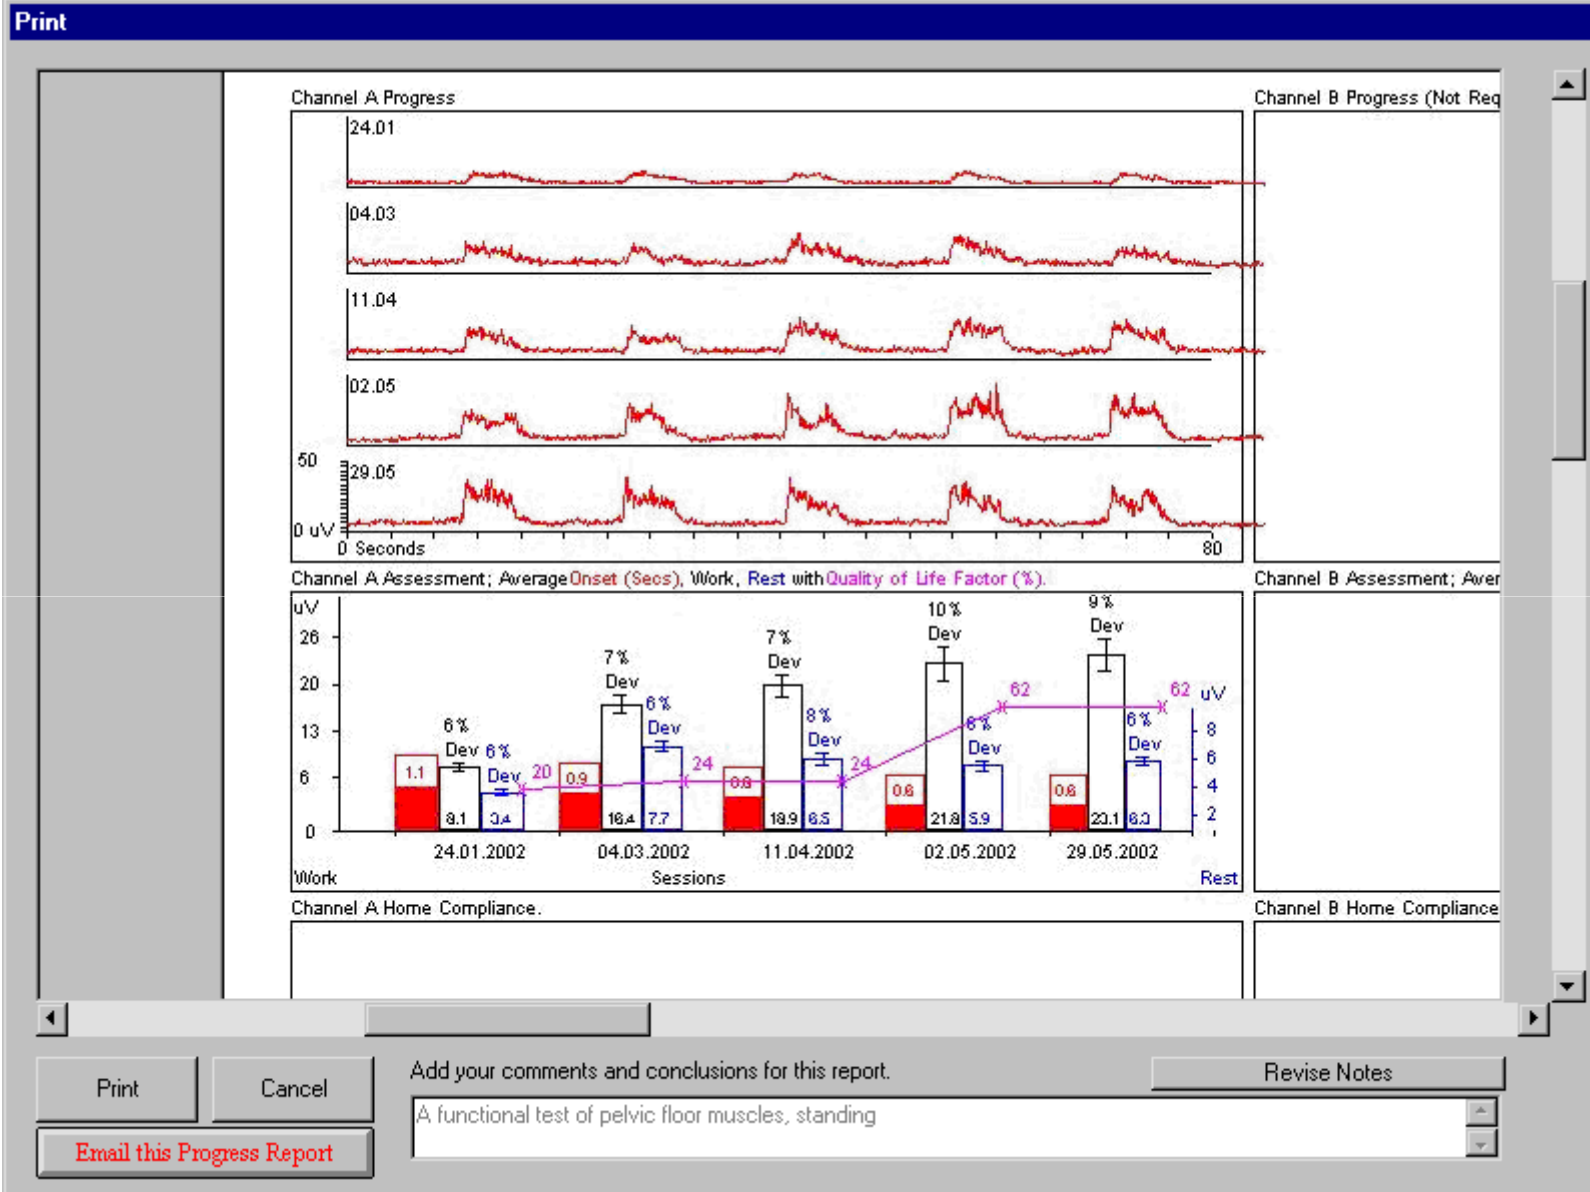 Print
Channel A Progress
Channel B Progress (Not Req
24.01
04.03
11.04
02.05
50
29.05
0 uV
0 Seconds
80
Channel A Assessment; Average Onset (Secs), Work, Rest with Quality of Life Factor (%).
Channel B Assessment; Aver
uV
26
20
13
6
0
6%
Dev
6%
Dev
20
1.1
8.1
3.4
7%
Dev
6%
Dev
24
0.9
16.4
7.7
7%
Dev
8%
Dev
24
0.8
18.9
6.5
10%
Dev
6%
Dev
62
0.6
21.8
5.9
9%
Dev
6%
Dev
62
0.6
23.1
6.3
uV
8
6
4
2
24.01.2002
04.03.2002
11.04.2002
02.05.2002
29.05.2002
Work
Sessions
Rest
Channel A Home Compliance.
Channel B Home Compliance
Print
Cancel
Add your comments and conclusions for this report.
Revise Notes
A functional test of pelvic floor muscles, standing
Email this Progress Report